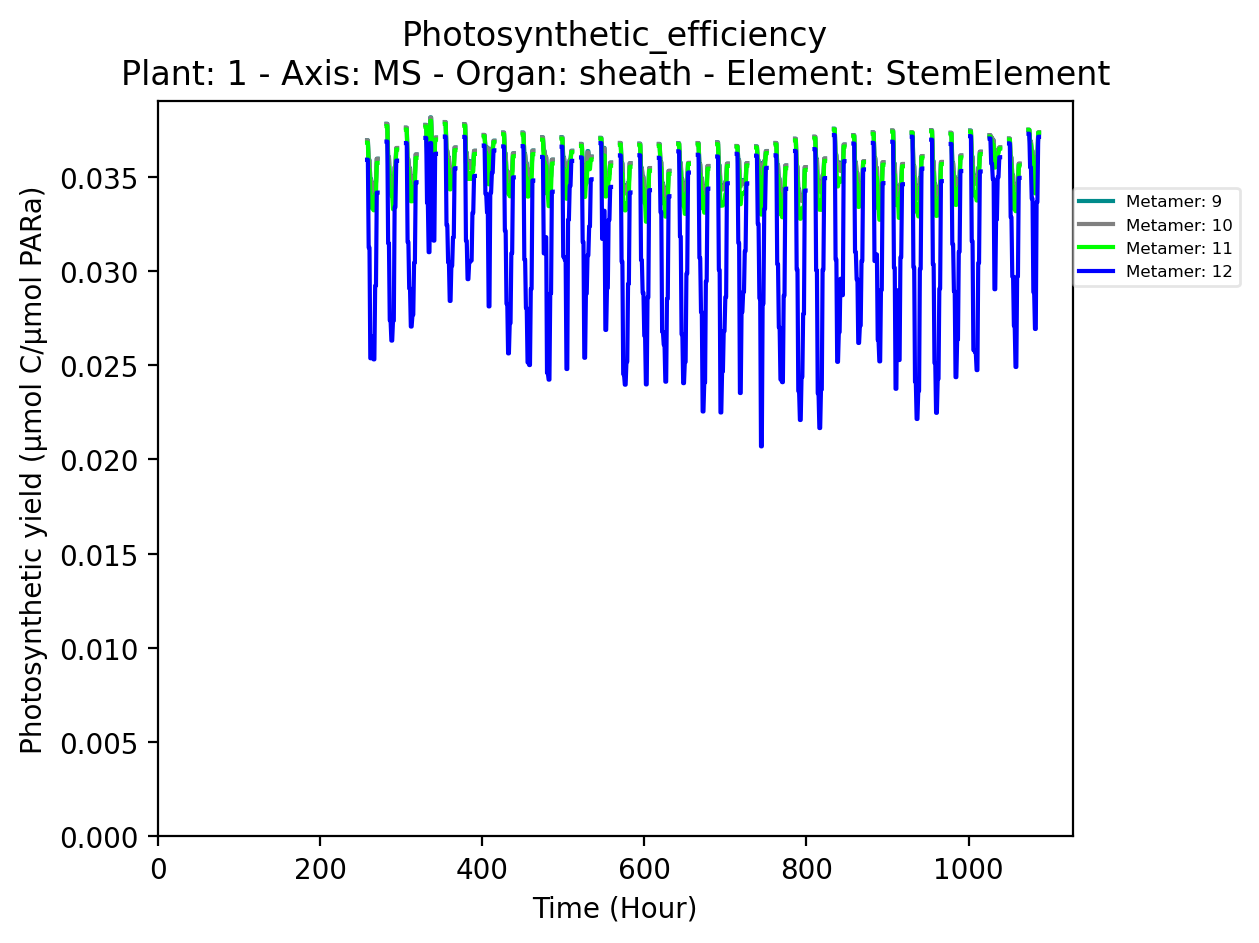 Photosynthetic_efficiency
Plant: 1 - Axis: MS - Organ: sheath - Element: StemElement
Photosynthetic yield (µmol C/µmol PARa)
0.035
0.030
0.025
0.020
0.015
0.010
0.005
0.000
Metamer: 9
Metamer: 10
Metamer: 11
Metamer: 12
0 200 400 600 800 1000
Time (Hour)